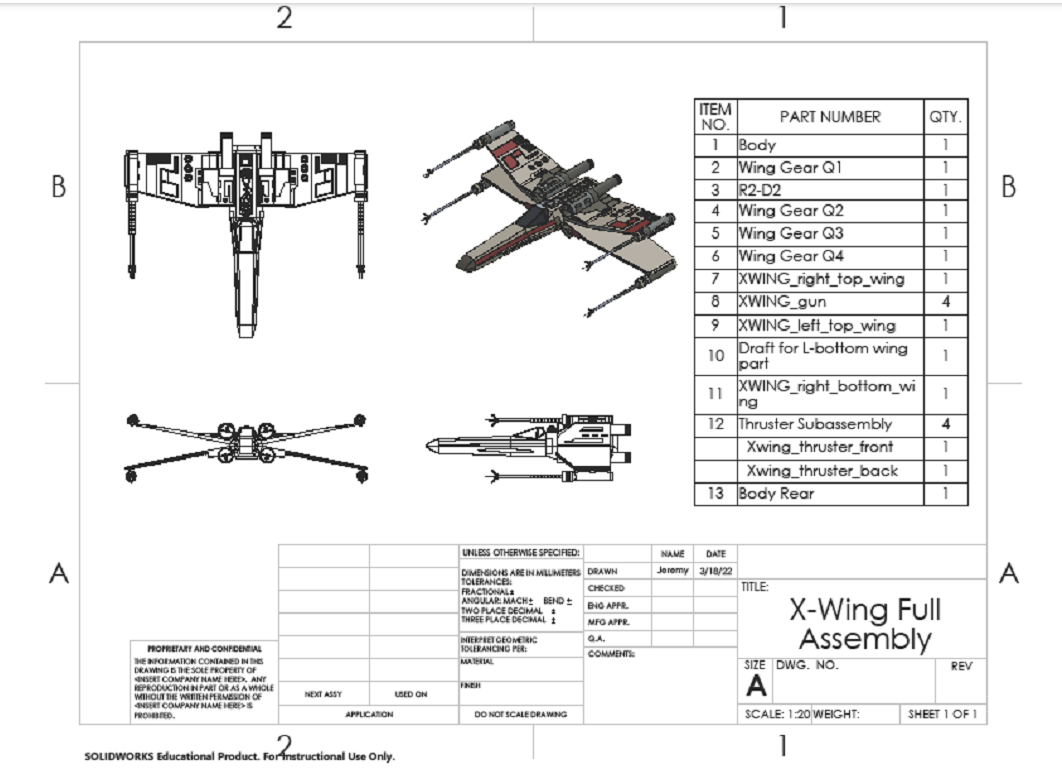 2 1
B B
ITEM NO. PART NUMBER QTY.
1 Body 1
2 Wing Gear Q1 1
3 R2-D2 1
4 Wing Gear Q2 1
5 Wing Gear Q3 1
6 Wing Gear Q4 1
7 XWING_right_top_wing 1
8 XWING_gun 4
9 XWING_left_top_wing 1
10 Draft for L-bottom wing part 1
11 XWING_right_bottom_wi
ng 1
12 Thruster Subassembly 4
Xwing_thruster_front 1
Xwing_thruster_back 1
13 Body Rear 1
A A
PROPRIETARY AND CONFIDENTIAL
THE INFORMATION CONTAINED IN THIS
DRAWING IS THE SOLE PROPERTY OF
<INSERT COMPANY NAME HERE>. ANY
REPRODUCTION IN PART OR AS A WHOLE
WITHOUT THE WRITTEN PERMISSION OF
<INSERT COMPANY NAME HERE> IS
PROHIBITED.
NEXT ASSY USED ON
APPLICATION
UNLESS OTHERWISE SPECIFIED:
DIMENSIONS ARE IN MILLIMETERS
TOLERANCES:
FRACTIONAL±
ANGULAR: MACH± BEND ±
TWO PLACE DECIMAL ±
THREE PLACE DECIMAL ±
INTERPRET GEOMETRIC
TOLERANCING PER:
MATERIAL
FINISH
DO NOT SCALE DRAWING
NAME DATE
DRAWN Jeremy 3/18/22
CHECKED
ENG APPR.
MFG APPR.
Q.A.
COMMENTS:
TITLE:
X-Wing Full
Assembly
SIZE DWG. NO. REV
A
SCALE: 1:20 WEIGHT: SHEET 1 OF 1
2 1
SOLIDWORKS Educational Product. For Instructional Use Only.